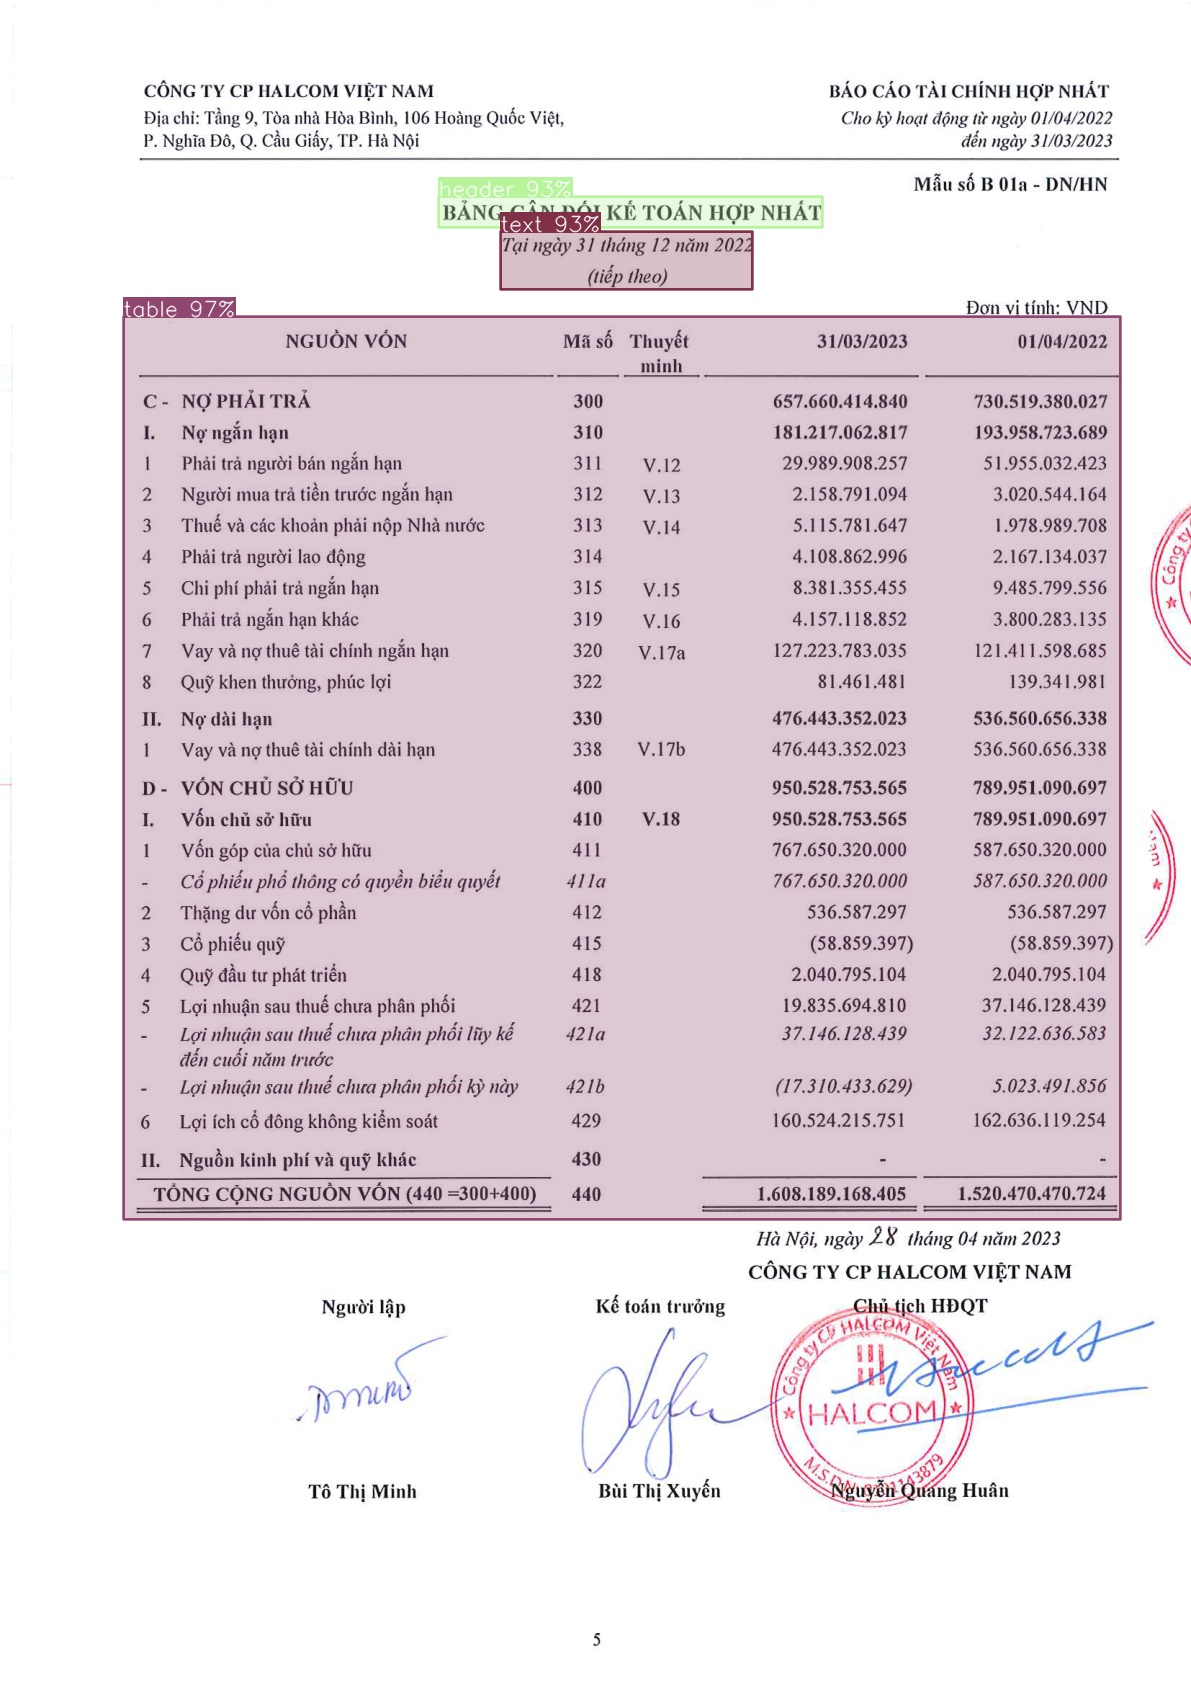 CÔNG TY CP HALCOM VIỆT NAM
Địa chỉ: Tầng 9, Tòa nhà Hòa Bình, 106 Hoàng Quốc Việt,
P. Nghĩa Đô, Q. Cầu Giấy, TP. Hà Nội
BÁO CÁO TÀI CHÍNH HỢP NHẤT
Cho kỳ hoạt động từ ngày 01/04/2022
đến ngày 31/03/2023
Mẫu số B 01a - DN/HN
header 93%
BẢNG CÂN ĐỐI KẾ TOÁN HỢP NHẤT
text 93%
Tại ngày 31 tháng 12 năm 2022
(tiếp theo)
table 97%
Đơn vị tính: VND
NGUỒN VỐN Mã số Thuyết minh 31/03/2023 01/04/2022
C - NỢ PHẢI TRẢ 300 657.660.414.840 730.519.380.027
I. Nợ ngắn hạn 310 181.217.062.817 193.958.723.689
1 Phải trả người bán ngắn hạn 311 V.12 29.989.908.257 51.955.032.423
2 Người mua trả tiền trước ngắn hạn 312 V.13 2.158.791.094 3.020.544.164
3 Thuế và các khoản phải nộp Nhà nước 313 V.14 5.115.781.647 1.978.989.708
4 Phải trả người lao động 314 4.108.862.996 2.167.134.037
5 Chi phí phải trả ngắn hạn 315 V.15 8.381.355.455 9.485.799.556
6 Phải trả ngắn hạn khác 319 V.16 4.157.118.852 3.800.283.135
7 Vay và nợ thuê tài chính ngắn hạn 320 V.17a 127.223.783.035 121.411.598.685
8 Quỹ khen thưởng, phúc lợi 322 81.461.481 139.341.981
II. Nợ dài hạn 330 476.443.352.023 536.560.656.338
1 Vay và nợ thuê tài chính dài hạn 338 V.17b 476.443.352.023 536.560.656.338
D - VỐN CHỦ SỞ HỮU 400 950.528.753.565 789.951.090.697
I. Vốn chủ sở hữu 410 V.18 950.528.753.565 789.951.090.697
1 Vốn góp của chủ sở hữu 411 767.650.320.000 587.650.320.000
- Cổ phiếu phổ thông có quyền biểu quyết 411a 767.650.320.000 587.650.320.000
2 Thặng dư vốn cổ phần 412 536.587.297 536.587.297
3 Cổ phiếu quỹ 415 (58.859.397) (58.859.397)
4 Quỹ đầu tư phát triển 418 2.040.795.104 2.040.795.104
5 Lợi nhuận sau thuế chưa phân phối 421 19.835.694.810 37.146.128.439
- Lợi nhuận sau thuế chưa phân phối lũy kế 421a 37.146.128.439 32.122.636.583
đến cuối năm trước
- Lợi nhuận sau thuế chưa phân phối kỳ này 421b (17.310.433.629) 5.023.491.856
6 Lợi ích cổ đông không kiểm soát 429 160.524.215.751 162.636.119.254
II. Nguồn kinh phí và quỹ khác 430 - -
TỔNG CỘNG NGUỒN VỐN (440 =300+400) 440 1.608.189.168.405 1.520.470.470.724
Hà Nội, ngày 28 tháng 04 năm 2023
CÔNG TY CP HALCOM VIỆT NAM
Người lập Kế toán trưởng Chủ tịch HĐQT
Công ty CP HALCOM Việt Nam
HALCOM
Tô Thị Minh Bùi Thị Xuyến Nguyễn Quang Huân
5